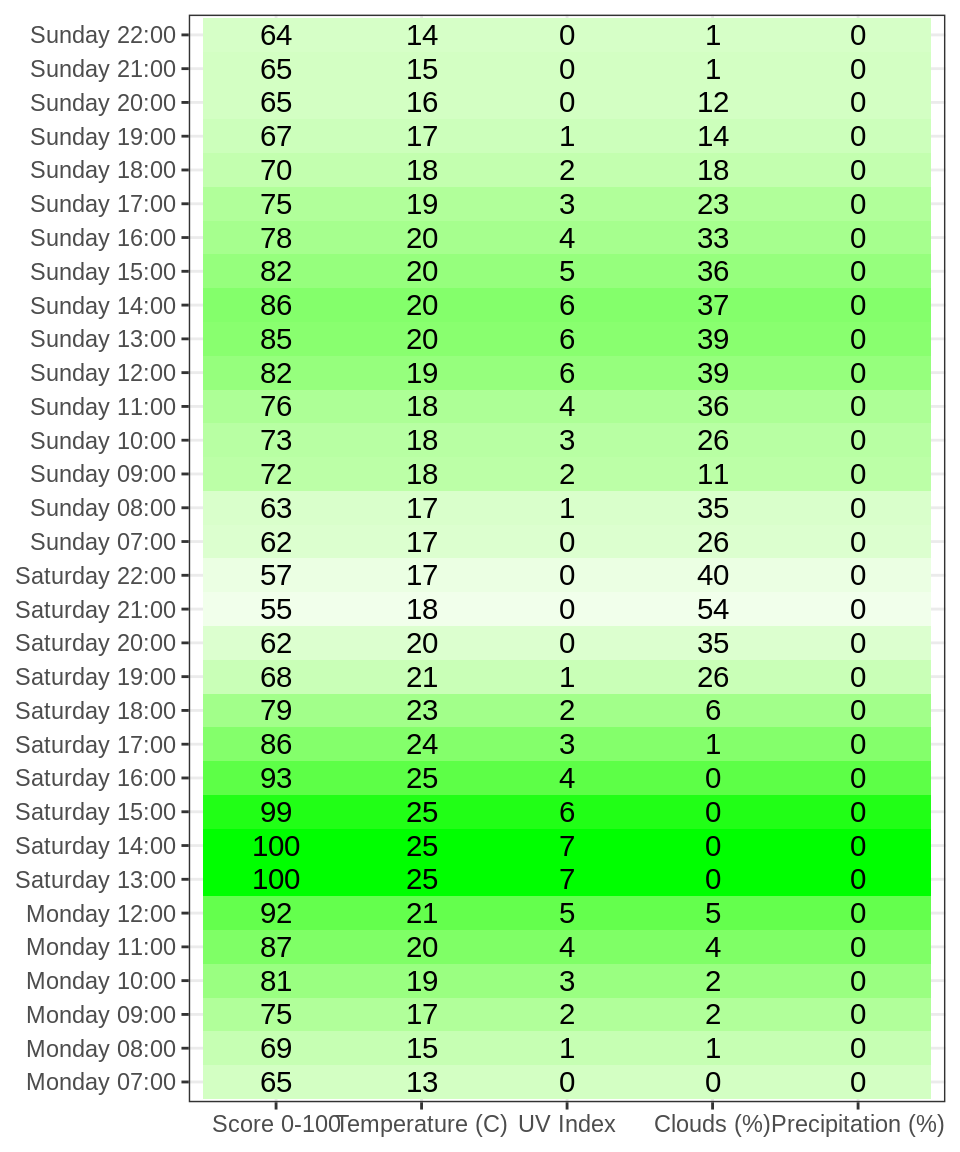 Sunday 22:00 64 14 0 1 0
Sunday 21:00 65 15 0 1 0
Sunday 20:00 65 16 0 12 0
Sunday 19:00 67 17 1 14 0
Sunday 18:00 70 18 2 18 0
Sunday 17:00 75 19 3 23 0
Sunday 16:00 78 20 4 33 0
Sunday 15:00 82 20 5 36 0
Sunday 14:00 86 20 6 37 0
Sunday 13:00 85 20 6 39 0
Sunday 12:00 82 19 6 39 0
Sunday 11:00 76 18 4 36 0
Sunday 10:00 73 18 3 26 0
Sunday 09:00 72 18 2 11 0
Sunday 08:00 63 17 1 35 0
Sunday 07:00 62 17 0 26 0
Saturday 22:00 57 17 0 40 0
Saturday 21:00 55 18 0 54 0
Saturday 20:00 62 20 0 35 0
Saturday 19:00 68 21 1 26 0
Saturday 18:00 79 23 2 6 0
Saturday 17:00 86 24 3 1 0
Saturday 16:00 93 25 4 0 0
Saturday 15:00 99 25 6 0 0
Saturday 14:00 100 25 7 0 0
Saturday 13:00 100 25 7 0 0
Monday 12:00 92 21 5 5 0
Monday 11:00 87 20 4 4 0
Monday 10:00 81 19 3 2 0
Monday 09:00 75 17 2 2 0
Monday 08:00 69 15 1 1 0
Monday 07:00 65 13 0 0 0
Score 0-100 Temperature (C) UV Index Clouds (%) Precipitation (%)